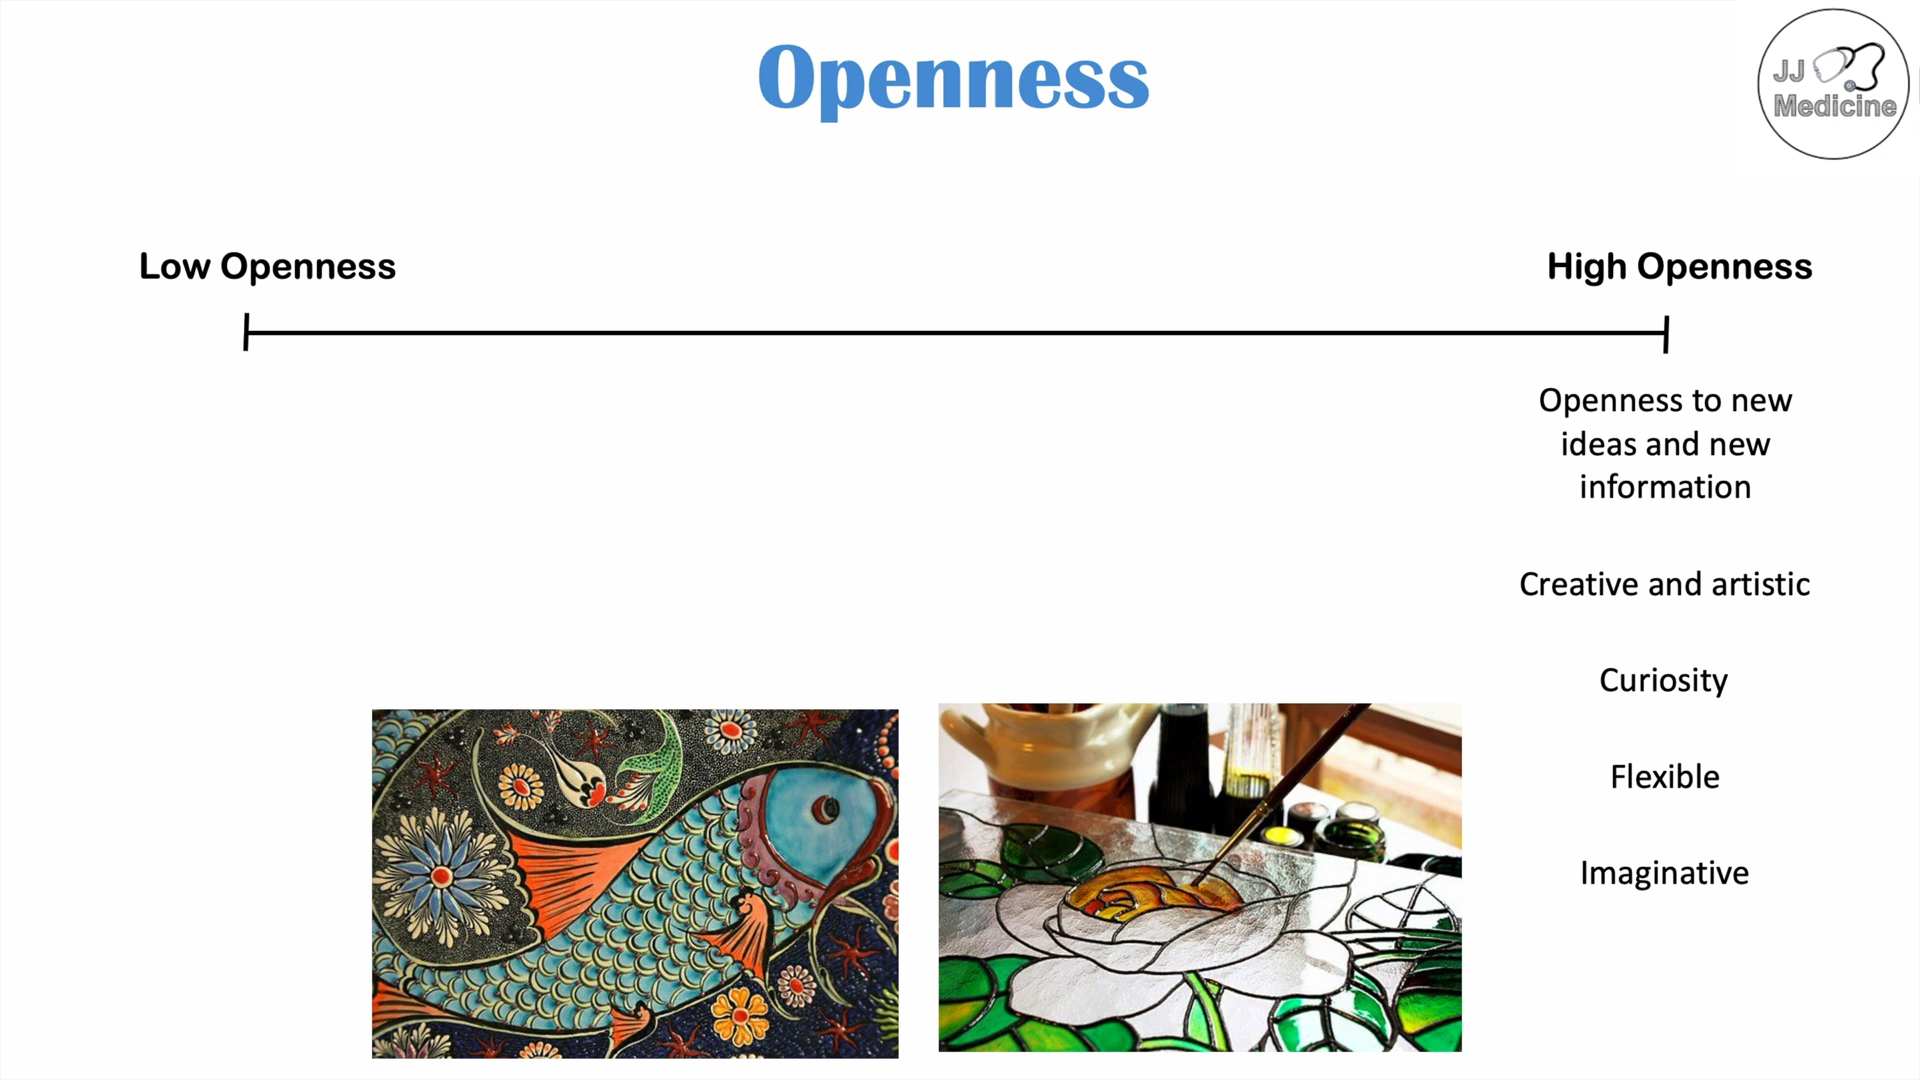 Openness
JJ
Medicine
Low Openness
High Openness
Openness to new
ideas and new
information
Creative and artistic
Curiosity
Flexible
Imaginative